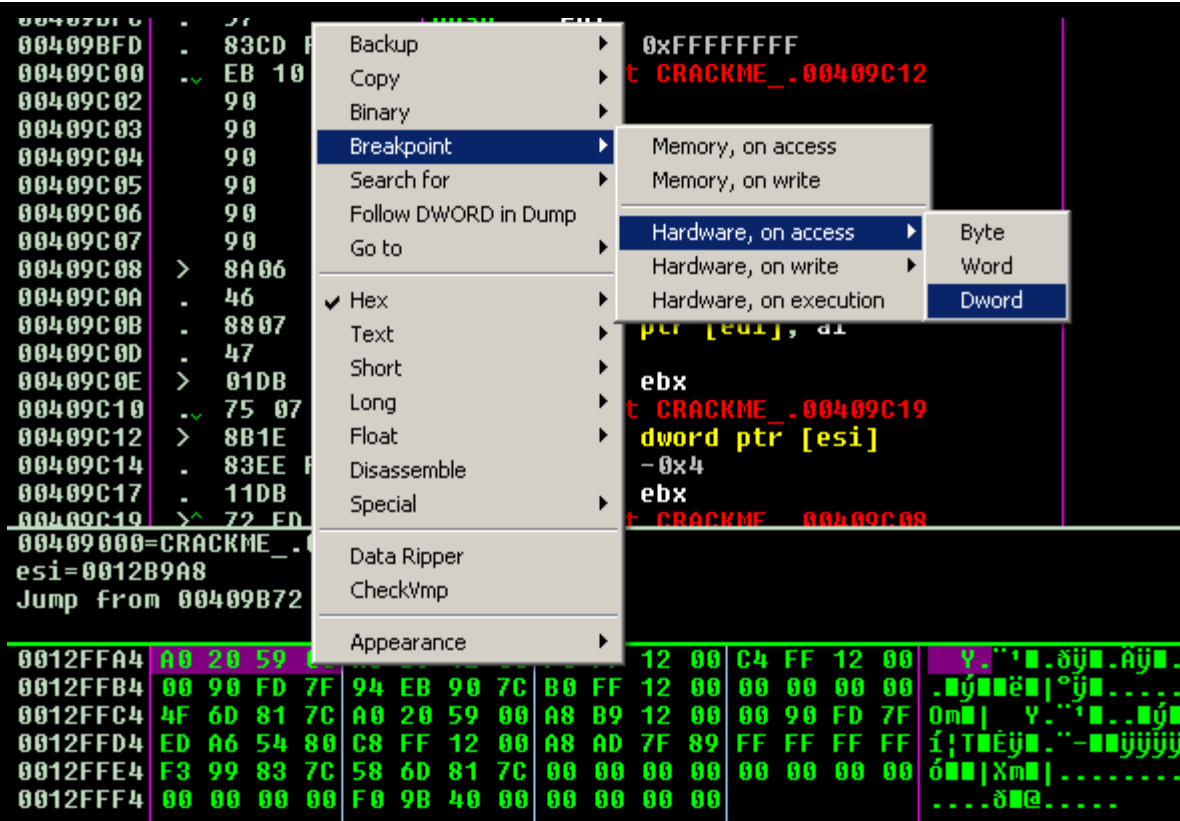 00409BFD . 83CD
00409C00 .˅ EB 10
00409C02 90
00409C03 90
00409C04 90
00409C05 90
00409C06 90
00409C07 90
00409C08 > 8A06
00409C0A . 46
00409C0B . 8807
00409C0D . 47
00409C0E > 01DB
00409C10 .˅ 75 07
00409C12 > 8B1E
00409C14 . 83EE
00409C17 . 11DB
00409C19 >^ 72 ED
0xFFFFFFFF
t CRACKME_.00409C12
ptr [edi], al
ebx
t CRACKME_.00409C19
dword ptr [esi]
-0x4
ebx
t CRACKME_.00409C08
Backup
Copy
Binary
Breakpoint
Search for
Follow DWORD in Dump
Go to
Hex
Text
Short
Long
Float
Disassemble
Special
Data Ripper
CheckVmp
Appearance
Memory, on access
Memory, on write
Hardware, on access
Hardware, on write
Hardware, on execution
Byte
Word
Dword
00409000=CRACKME_.
esi=0012B9A8
Jump from 00409B72
0012FFA4 A0 20 59 12 00 C4 FF 12 00
0012FFB4 00 90 FD 7F 94 EB 90 7C B0 FF 12 00 00 00 00 00
0012FFC4 4F 6D 81 7C A0 20 59 00 A8 B9 12 00 00 90 FD 7F
0012FFD4 ED A6 54 80 C8 FF 12 00 A8 AD 7F 89 FF FF FF FF
0012FFE4 F3 99 83 7C 58 6D 81 7C 00 00 00 00 00 00 00 00
0012FFF4 00 00 00 00 F0 9B 40 00 00 00 00 00